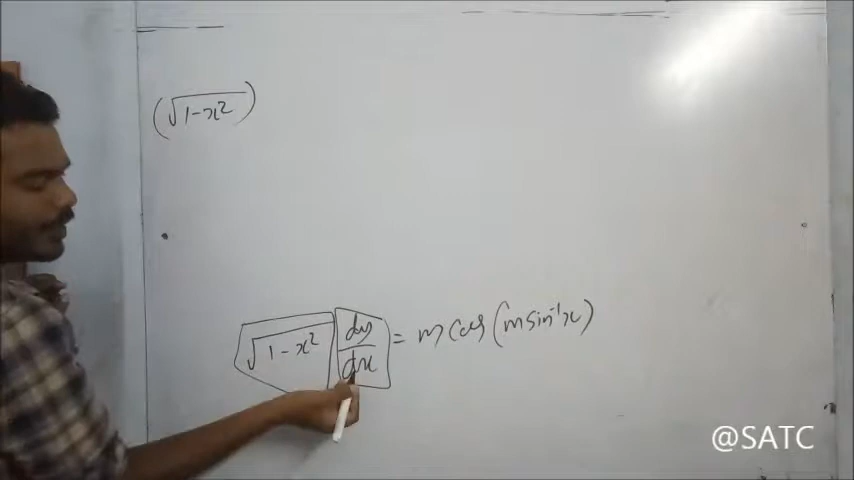 (√1-x²)
√1-x² dy/dx = m cos (m sin⁻¹x)
@SATC